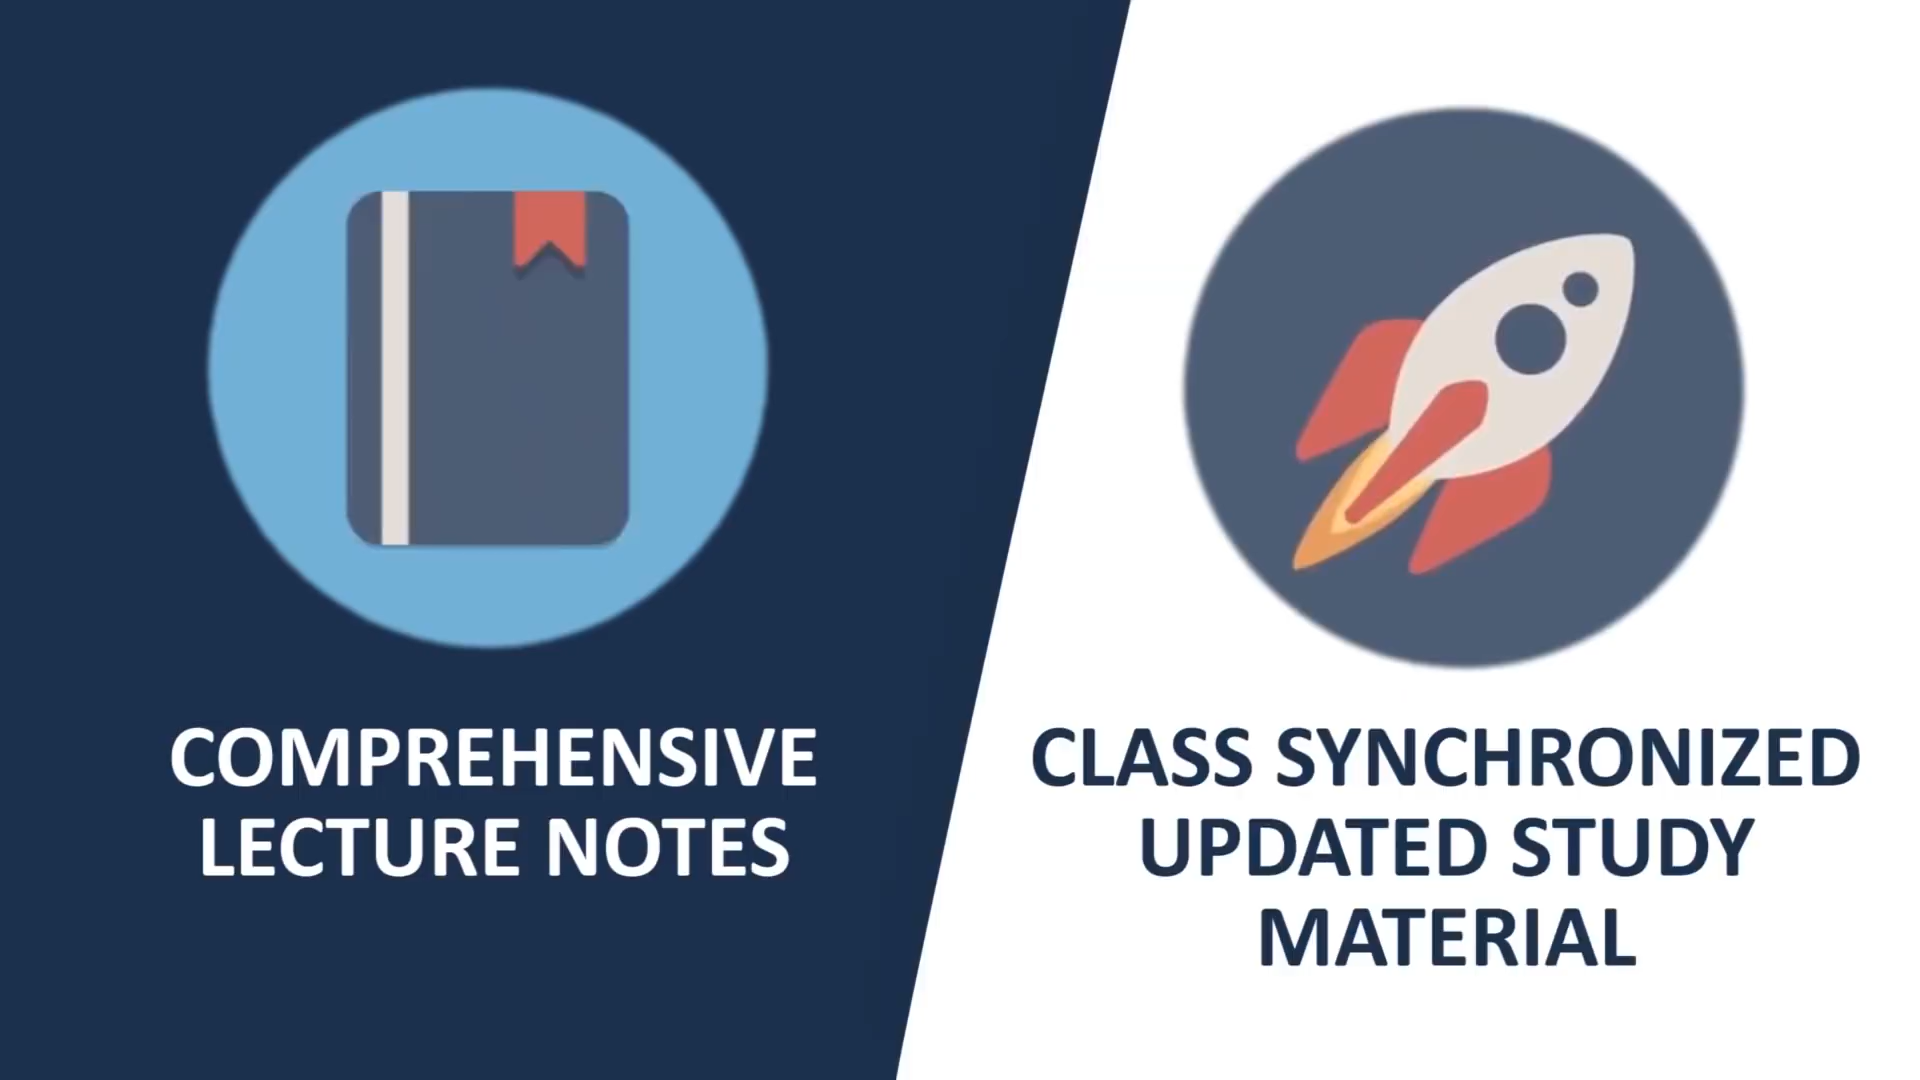 COMPREHENSIVE
LECTURE NOTES
CLASS SYNCHRONIZED
UPDATED STUDY
MATERIAL